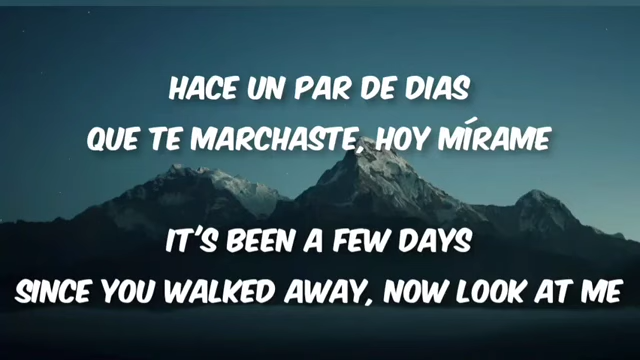 HACE UN PAR DE DIAS
QUE TE MARCHASTE, HOY MÍRAME
IT'S BEEN A FEW DAYS
SINCE YOU WALKED AWAY, NOW LOOK AT ME